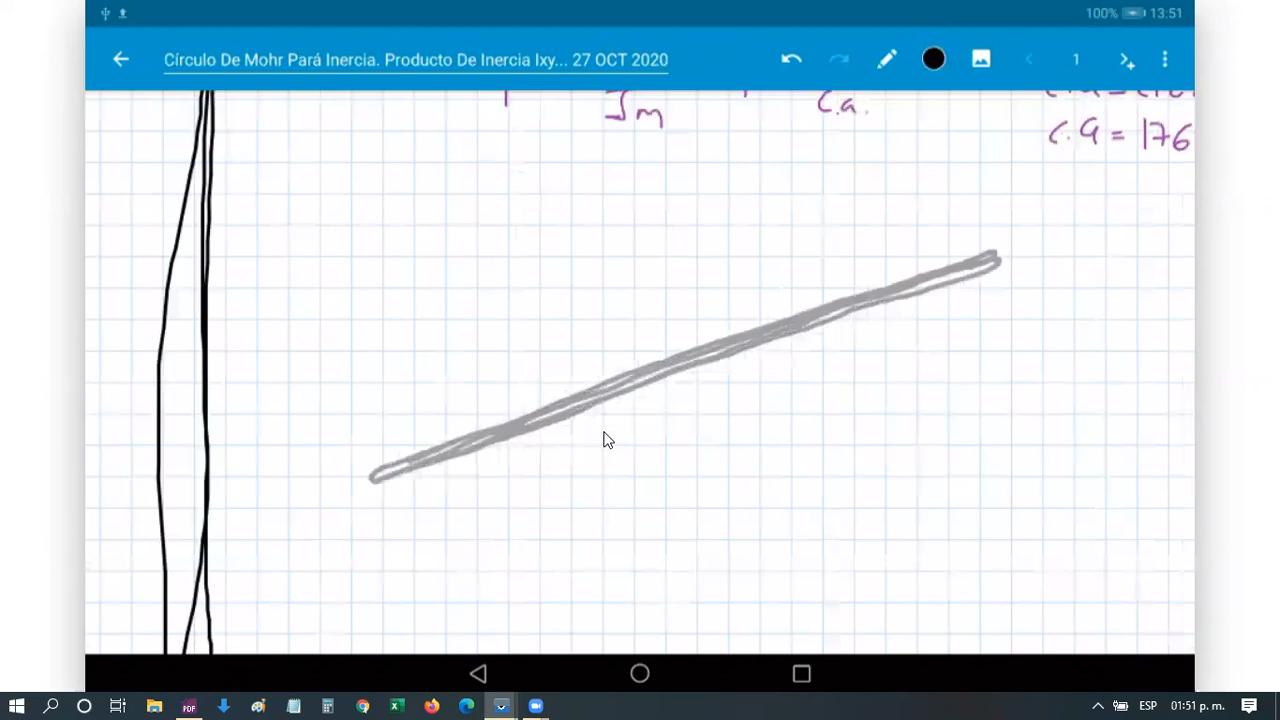 100% 13:51
Círculo De Mohr Pará Inercia. Producto De Inercia Ixy... 27 OCT 2020
1
Im
C.a.
C.a = 176
ESP 01:51 p. m.